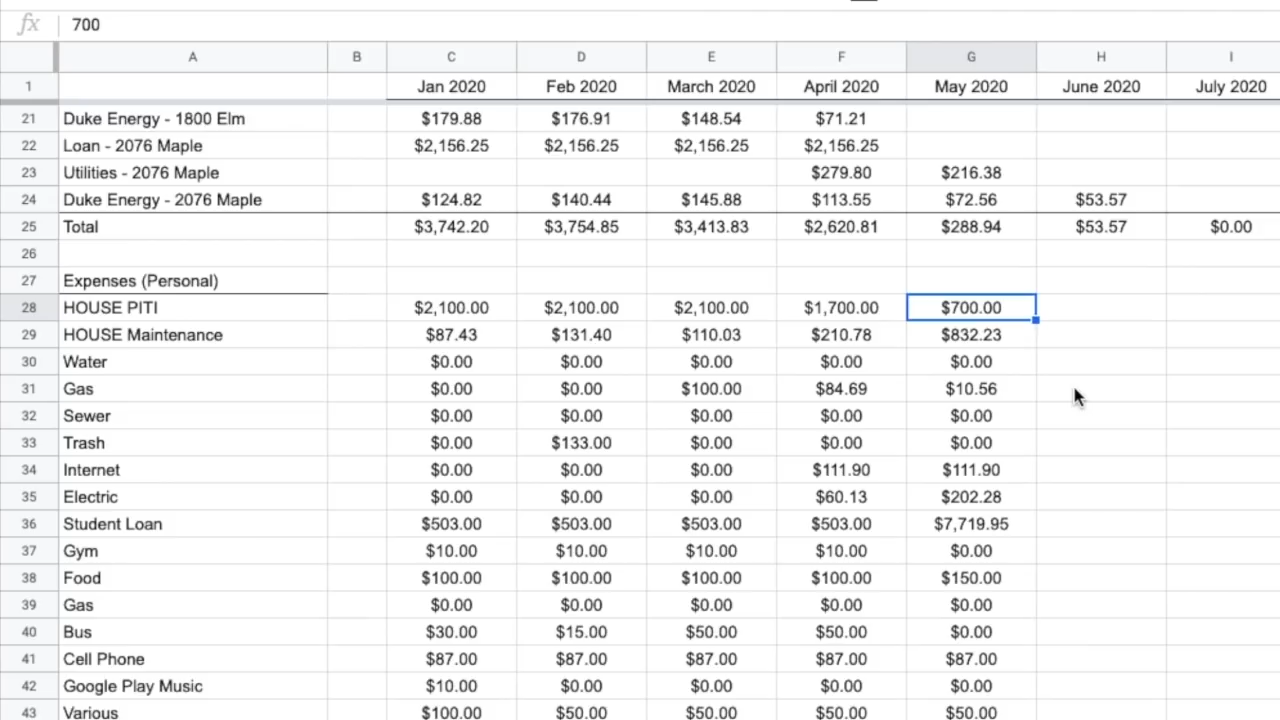 fx 700
A B C D E F G H I
1 Jan 2020 Feb 2020 March 2020 April 2020 May 2020 June 2020 July 2020
21 Duke Energy - 1800 Elm $179.88 $176.91 $148.54 $71.21
22 Loan - 2076 Maple $2,156.25 $2,156.25 $2,156.25 $2,156.25
23 Utilities - 2076 Maple $279.80 $216.38
24 Duke Energy - 2076 Maple $124.82 $140.44 $145.88 $113.55 $72.56 $53.57
25 Total $3,742.20 $3,754.85 $3,413.83 $2,620.81 $288.94 $53.57 $0.00
26
27 Expenses (Personal)
28 HOUSE PITI $2,100.00 $2,100.00 $2,100.00 $1,700.00 $700.00
29 HOUSE Maintenance $87.43 $131.40 $110.03 $210.78 $832.23
30 Water $0.00 $0.00 $0.00 $0.00 $0.00
31 Gas $0.00 $0.00 $100.00 $84.69 $10.56
32 Sewer $0.00 $0.00 $0.00 $0.00 $0.00
33 Trash $0.00 $133.00 $0.00 $0.00 $0.00
34 Internet $0.00 $0.00 $0.00 $111.90 $111.90
35 Electric $0.00 $0.00 $0.00 $60.13 $202.28
36 Student Loan $503.00 $503.00 $503.00 $503.00 $7,719.95
37 Gym $10.00 $10.00 $10.00 $10.00 $0.00
38 Food $100.00 $100.00 $100.00 $100.00 $150.00
39 Gas $0.00 $0.00 $0.00 $0.00 $0.00
40 Bus $30.00 $15.00 $50.00 $50.00 $0.00
41 Cell Phone $87.00 $87.00 $87.00 $87.00 $87.00
42 Google Play Music $10.00 $0.00 $0.00 $0.00 $0.00
43 Various $100.00 $50.00 $50.00 $50.00 $50.00